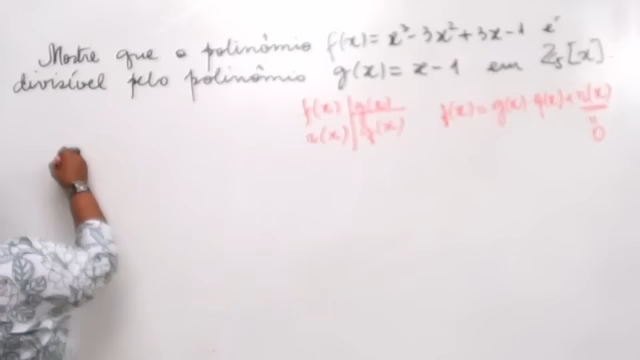 Mostre que o polinômio f(x) = x³ - 3x² + 3x - 1 é
divisível pelo polinômio g(x) = x - 1 em Z₅[x]
f(x) | g(x)
r(x) | q(x)
f(x) = g(x) · q(x) + r(x)
"
0